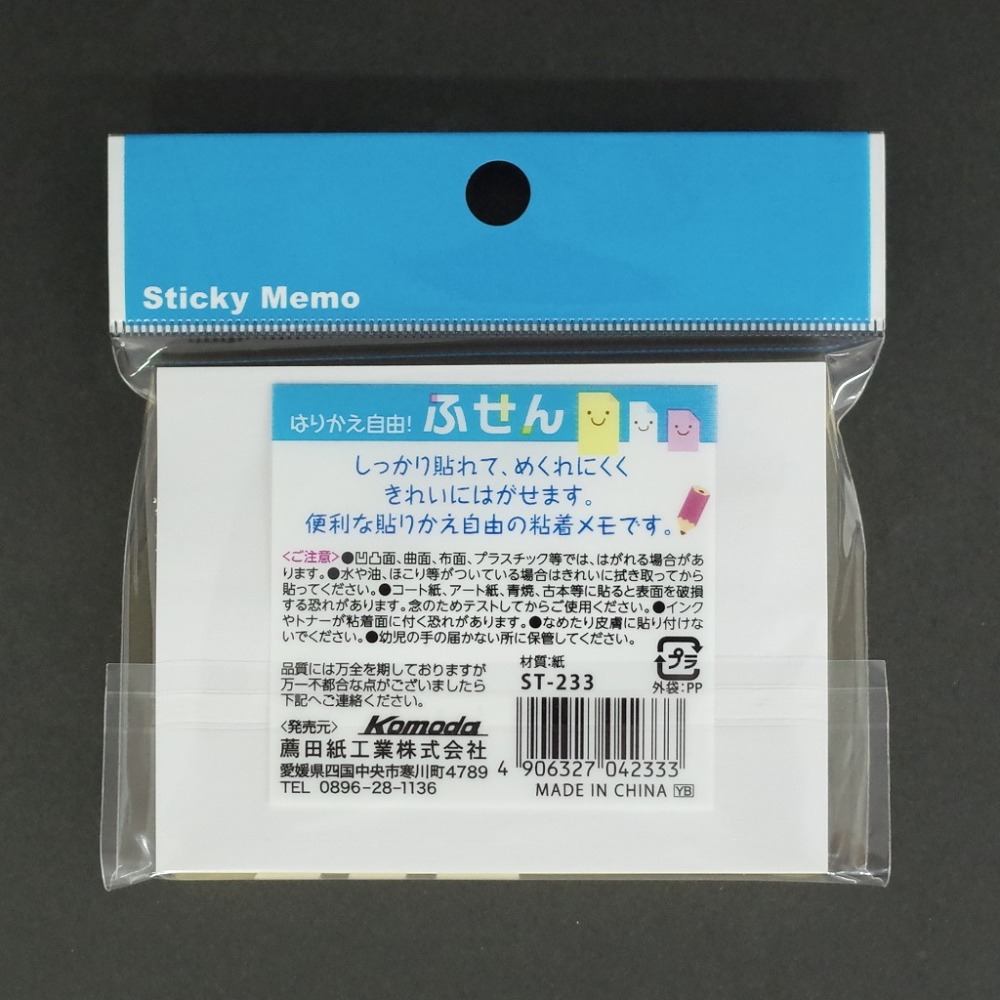 Sticky Memo
はりかえ自由! ふせん
しっかり貼れて、めくれにくく
きれいにはがせます。
便利な貼りかえ自由の粘着メモです。
<ご注意>●凹凸面、曲面、布面、プラスチック等では、はがれる場合があ
ります。●水や油、ほこり等がついている場合はきれいに拭き取ってから
貼ってください。●コート紙、アート紙、青焼、古本等に貼ると表面を破損
する恐れがあります。念のためテストしてからご使用ください。●インク
やトナーが粘着面に付く恐れがあります。●なめたり皮膚に貼り付けな
いでください。●幼児の手の届かない所に保管してください。
品質には万全を期しておりますが
万一不都合な点がございましたら
下記へご連絡ください。
<発売元> Komoda
薦田紙工業株式会社
愛媛県四国中央市寒川町4789
TEL 0896-28-1136
材質:紙
ST-233
プラ
外袋:PP
4 906327 042333
MADE IN CHINA YB